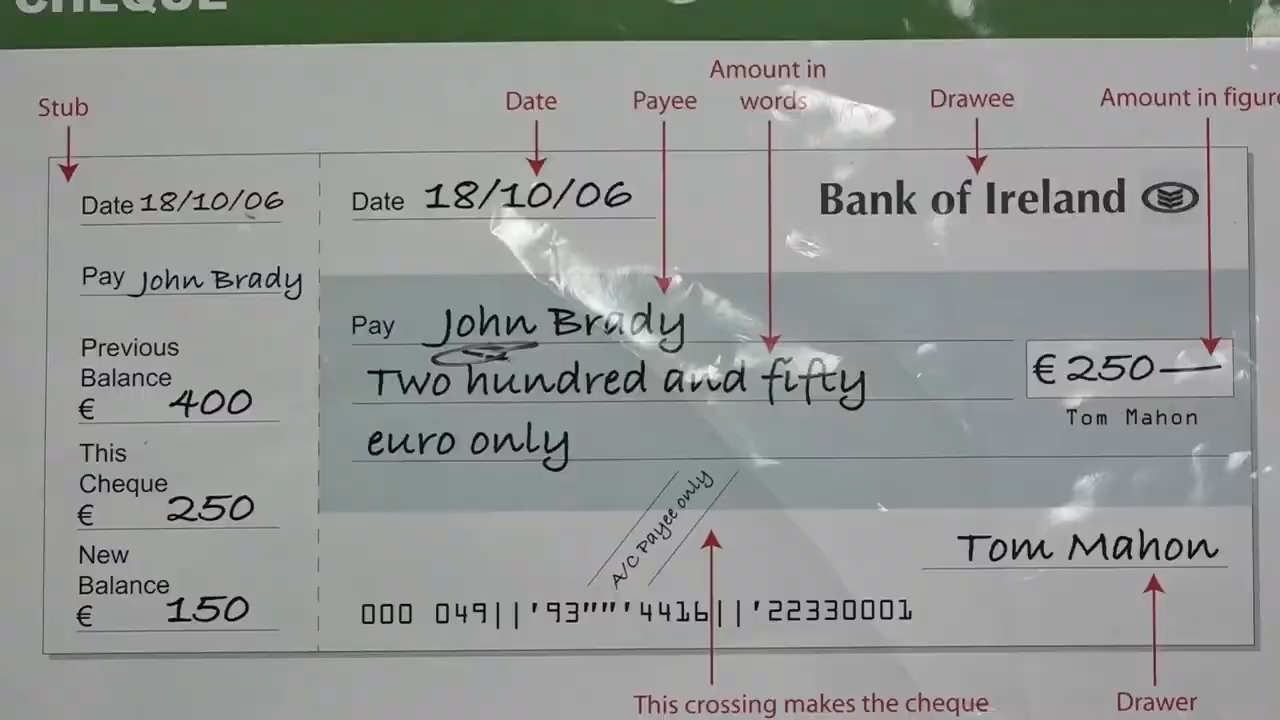 CHEQUE
Stub
Date
Payee
Amount in
words
Drawee
Amount in
Date 18/10/06
Pay John Brady
Previous
Balance
€ 400
This
Cheque
€ 250
New
Balance
€ 150
Date 18/10/06
Bank of Ireland
Pay John Brady
Two hundred and fifty
euro only
€ 250
Tom Mahon
A/C Payee only
Tom Mahon
000 049||'93""'4416||'22330001
This crossing makes the cheque
Drawer